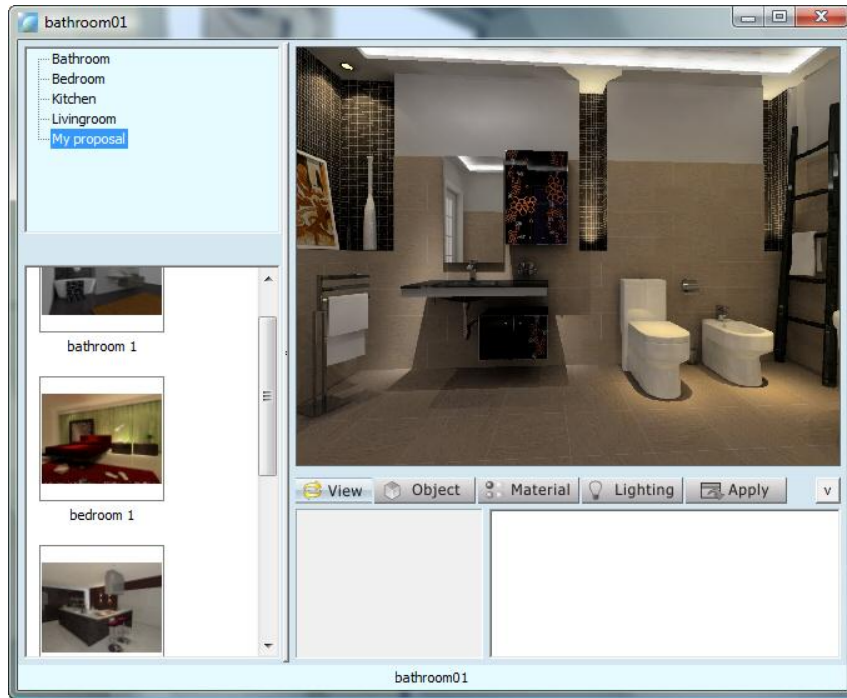 bathroom01
Bathroom
Bedroom
Kitchen
Livingroom
My proposal
bathroom 1
bedroom 1
View
Object
Material
Lighting
Apply
v
bathroom01